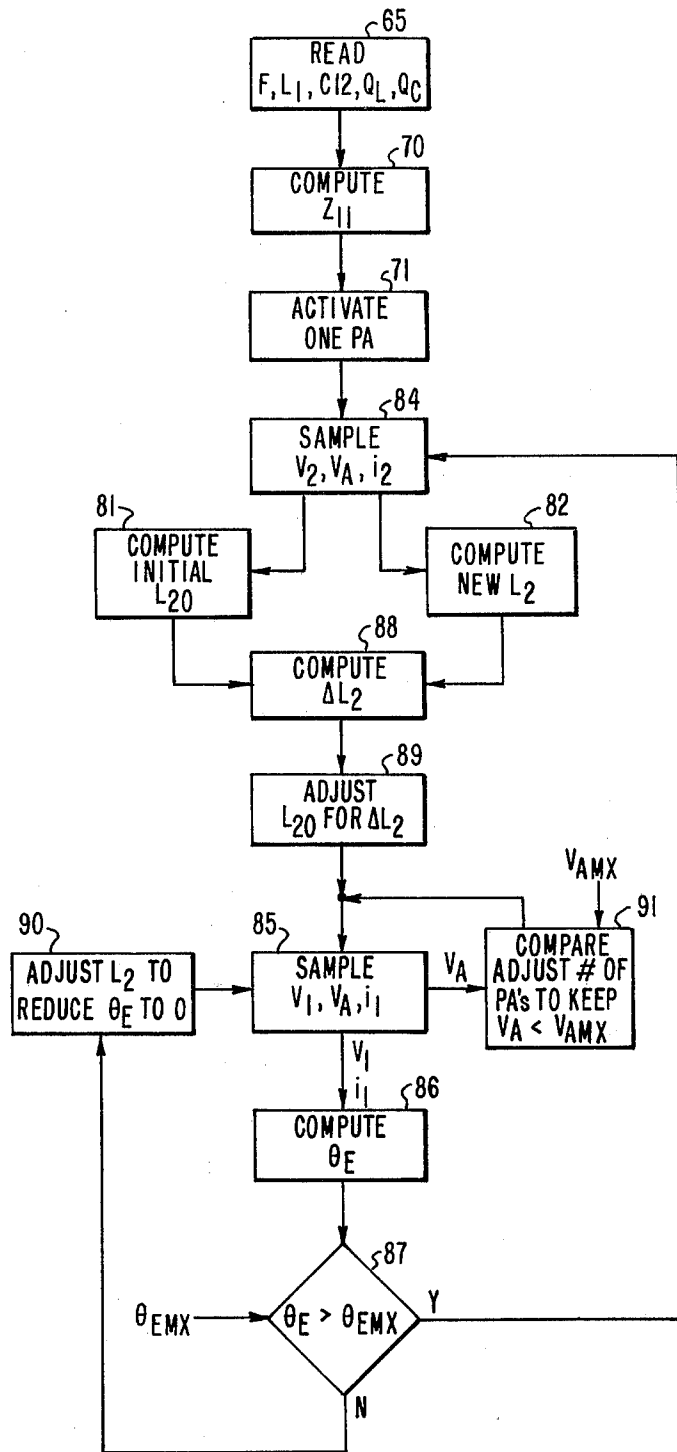 65
READ
F, L1, C12, QL, QC
70
COMPUTE
Z11
71
ACTIVATE
ONE PA
84
SAMPLE
V2, VA, i2
81
COMPUTE
INITIAL
L20
82
COMPUTE
NEW L2
88
COMPUTE
ΔL2
89
ADJUST
L20 FOR ΔL2
VAMX
90
ADJUST L2 TO
REDUCE θE TO 0
85
SAMPLE
V1, VA, i1
VA
91
COMPARE
ADJUST # OF
PA's TO KEEP
VA < VAMX
V1
i1
86
COMPUTE
θE
87
θEMX
θE > θEMX
Y
N